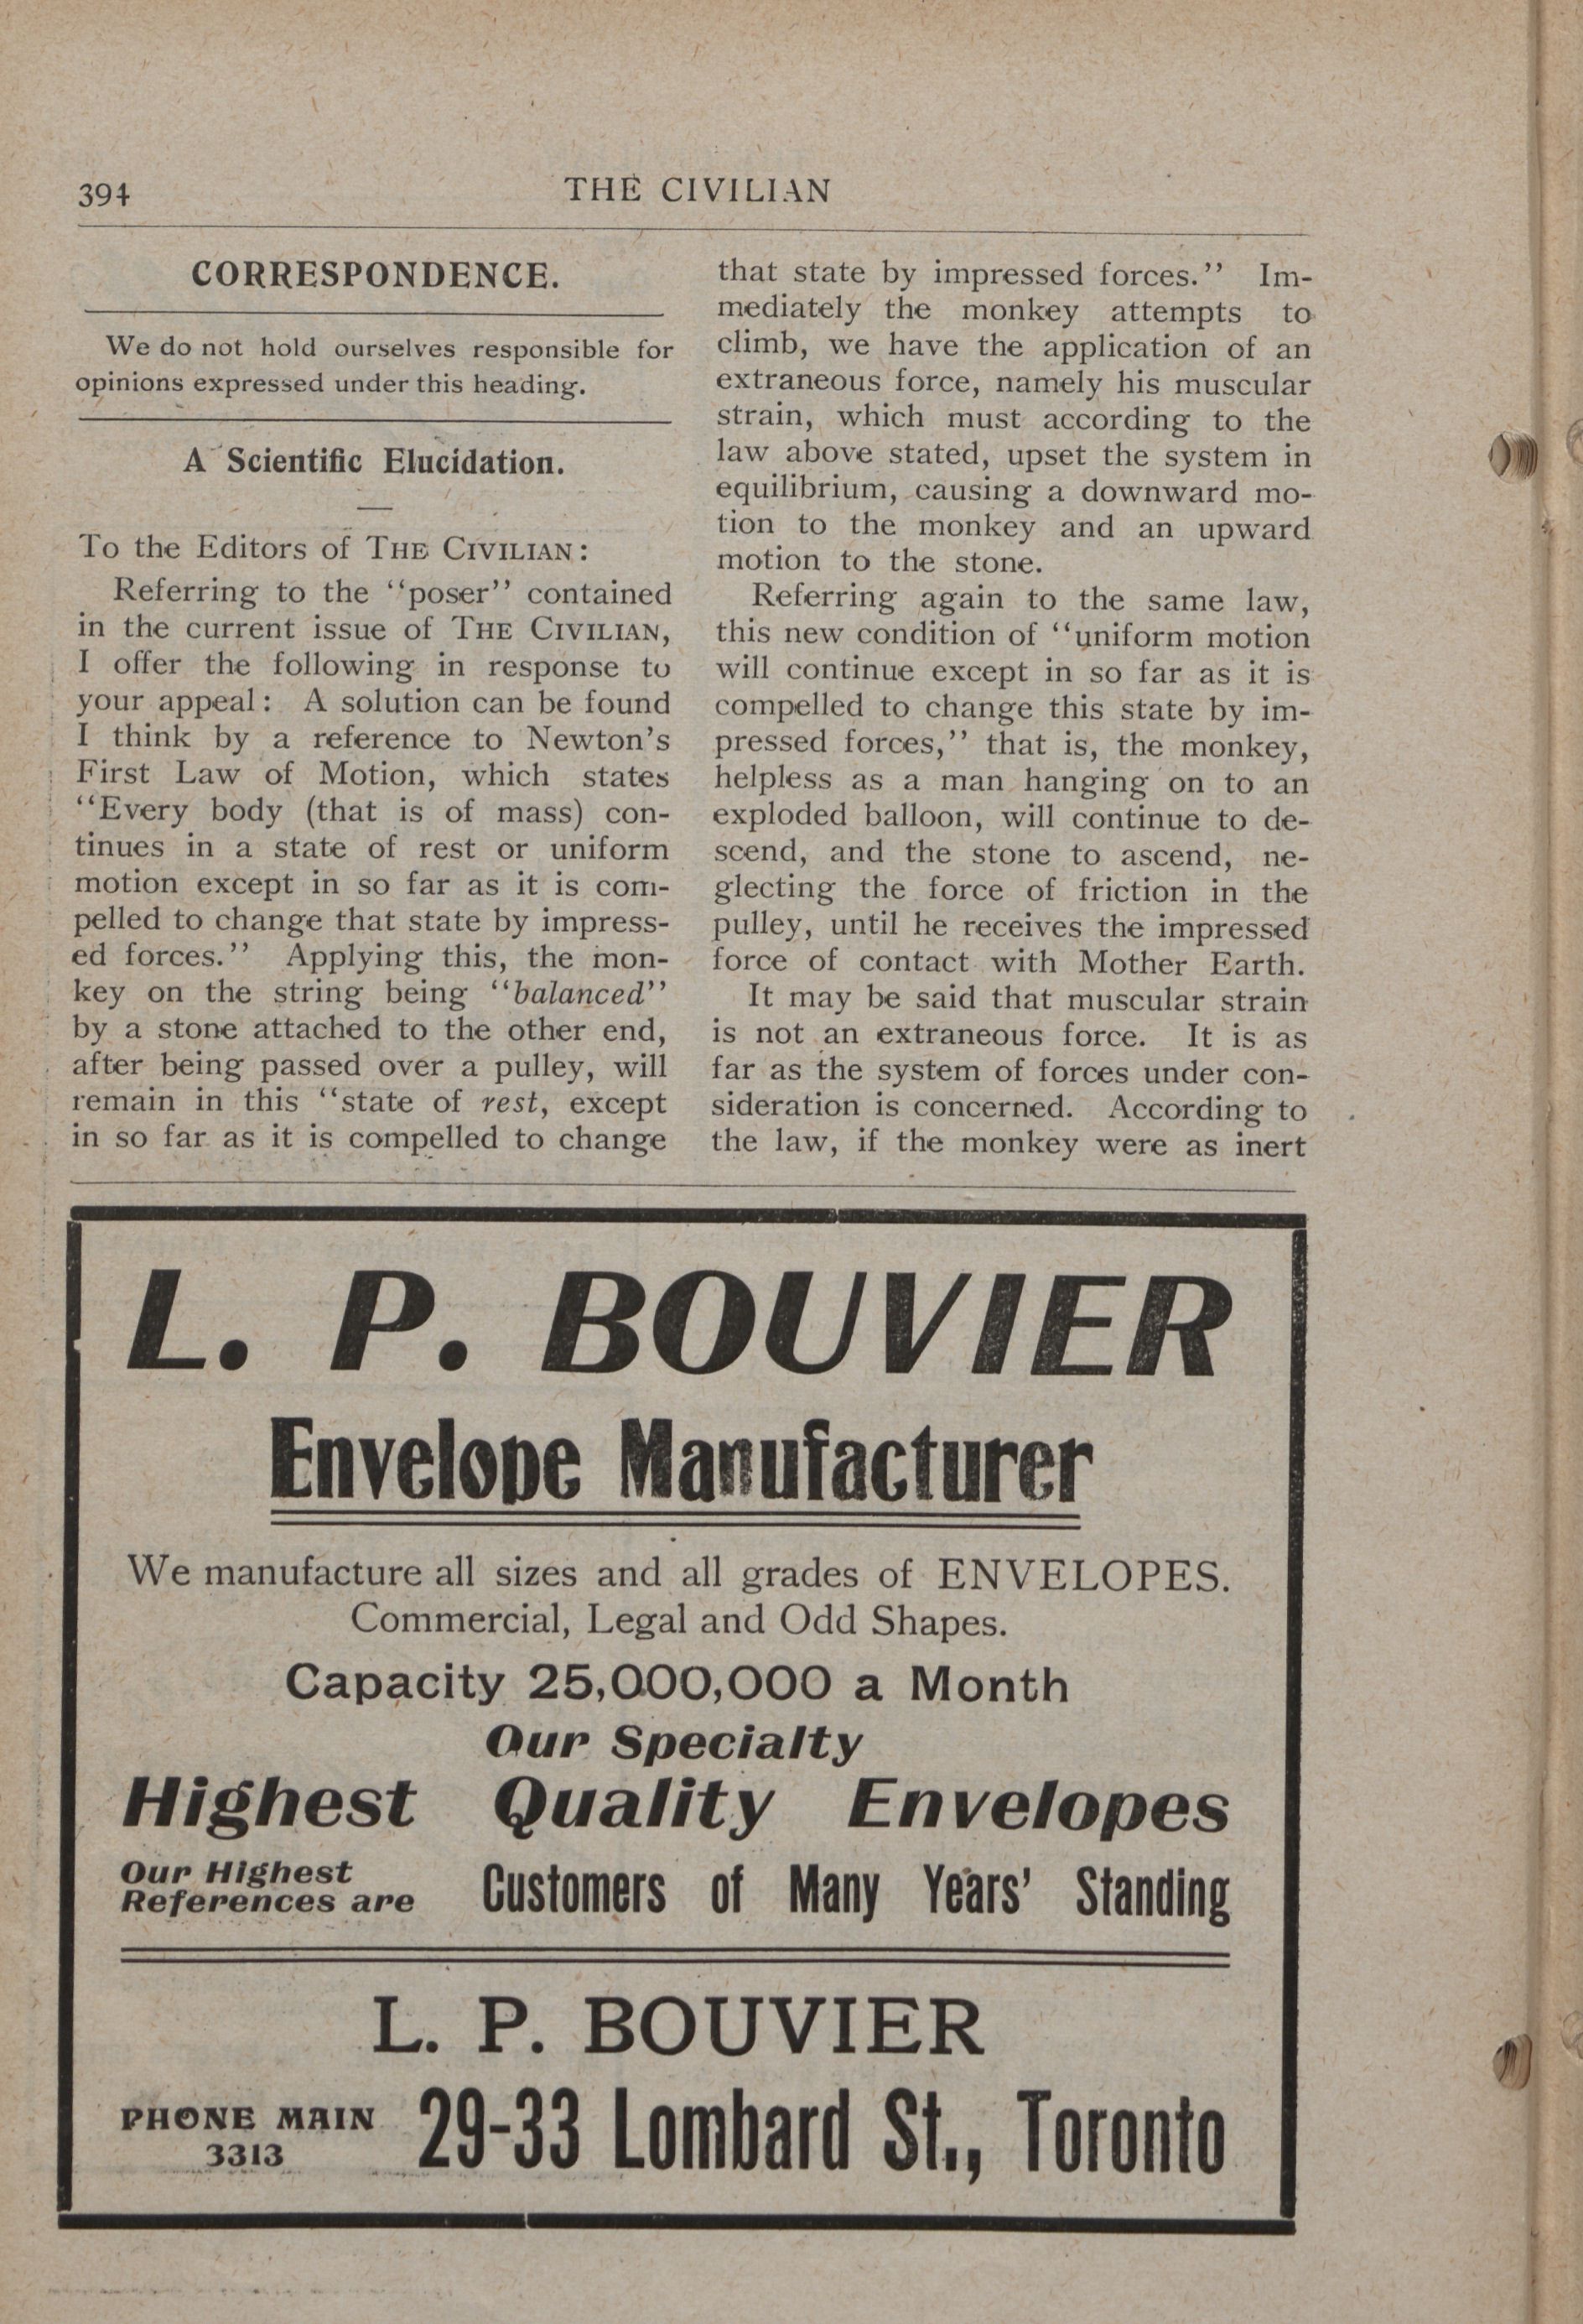 394
THE CIVILIAN
CORRESPONDENCE.
We do not hold ourselves responsible for
opinions expressed under this heading.
A Scientific Elucidation.
To the Editors of THE CIVILIAN:
Referring to the “poser” contained
in the current issue of THE CIVILIAN,
I offer the following in response to
your appeal: A solution can be found
I think by a reference to Newton's
First Law of Motion, which states
“Every body (that is of mass) con-
tinues in a state of rest or uniform
motion except in so far as it is com-
pelled to change that state by impress-
ed forces.” Applying this, the mon-
key on the string being “balanced”
by a stone attached to the other end,
after being passed over a pulley, will
remain in this “state of rest, except
in so far as it is compelled to change
that state by impressed forces.” Im-
mediately the monkey attempts to
climb, we have the application of an
extraneous force, namely his muscular
strain, which must according to the
law above stated, upset the system in
equilibrium, causing a downward mo-
tion to the monkey and an upward
motion to the stone.
Referring again to the same law,
this new condition of “uniform motion
will continue except in so far as it is
compelled to change this state by im-
pressed forces,” that is, the monkey,
helpless as a man hanging on to an
exploded balloon, will continue to de-
scend, and the stone to ascend, ne-
glecting the force of friction in the
pulley, until he receives the impressed
force of contact with Mother Earth.
It may be said that muscular strain
is not an extraneous force. It is as
far as the system of forces under con-
sideration is concerned. According to
the law, if the monkey were as inert
L. P. BOUVIER
Envelope Manufacturer
We manufacture all sizes and all grades of ENVELOPES.
Commercial, Legal and Odd Shapes.
Capacity 25,000,000 a Month
Our Specialty
Highest Quality Envelopes
Our Highest
References are
Customers of Many Years' Standing
L. P. BOUVIER
PHONE MAIN
3313
29-33 Lombard St., Toronto